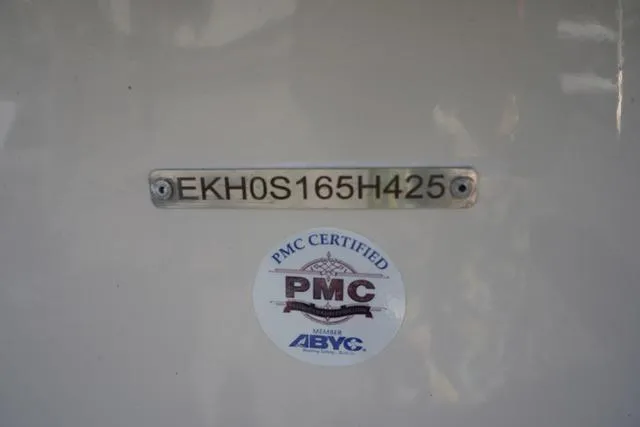 EKH0S165H425
PMC CERTIFIED
PMC
MEMBER
ABYC